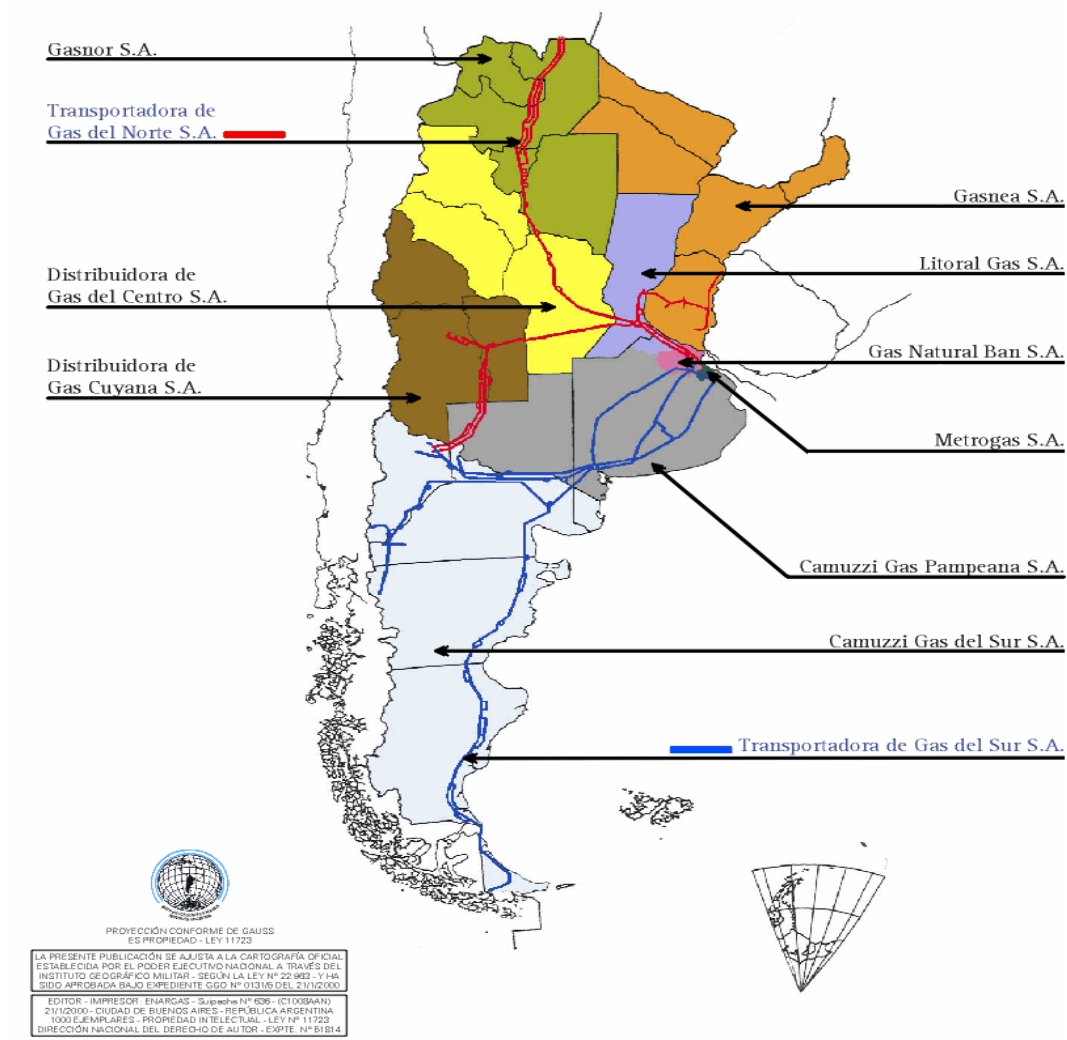 Gasnor S.A.
Transportadora de
Gas del Norte S.A.
Gasnea S.A.
Litoral Gas S.A.
Distribuidora de
Gas del Centro S.A.
Gas Natural Ban S.A.
Distribuidora de
Gas Cuyana S.A.
Metrogas S.A.
Camuzzi Gas Pampeana S.A.
Camuzzi Gas del Sur S.A.
Transportadora de Gas del Sur S.A.
PROYECCIÓN CONFORME DE GAUSS
ES PROPIEDAD - LEY 11723
LA PRESENTE PUBLICACIÓN SE AJUSTA A LA CARTOGRAFÍA OFICIAL
ESTABLECIDA POR EL PODER EJECUTIVO NACIONAL A TRAVÉS DEL
INSTITUTO GEOGRÁFICO MILITAR - SEGÚN LA LEY Nº 22.963 - Y HA
SIDO APROBADA BAJO EXPEDIENTE GGO Nº 0131/5 DEL 21/1/2000
EDITOR - IMPRESOR: ENARGAS - Suipacha Nº 636 - (C1008AAN)
21/1/2000 - CIUDAD DE BUENOS AIRES - REPÚBLICA ARGENTINA
1000 EJEMPLARES - PROPIEDAD INTELECTUAL - LEY Nº 11723
DIRECCIÓN NACIONAL DEL DERECHO DE AUTOR - EXPTE. Nº 51814